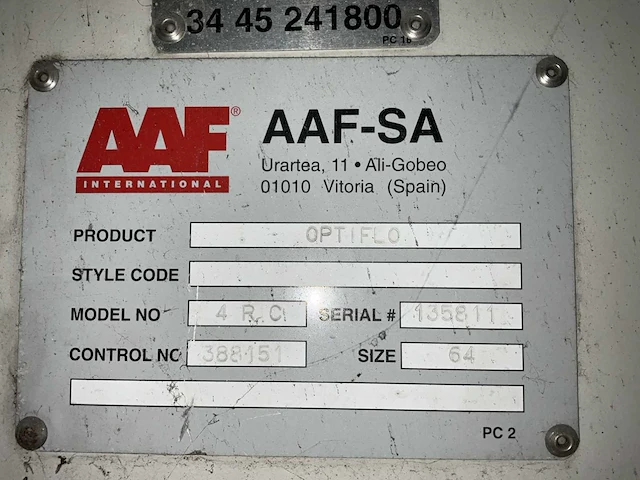 34 45 241800
PC 16
AAF®
INTERNATIONAL
AAF-SA
Urartea, 11 • Ali-Gobeo
01010 Vitoria (Spain)
PRODUCT OPTIFLO
STYLE CODE
MODEL NO 4 R C SERIAL # 135811
CONTROL NO 388151 SIZE 64
PC 2